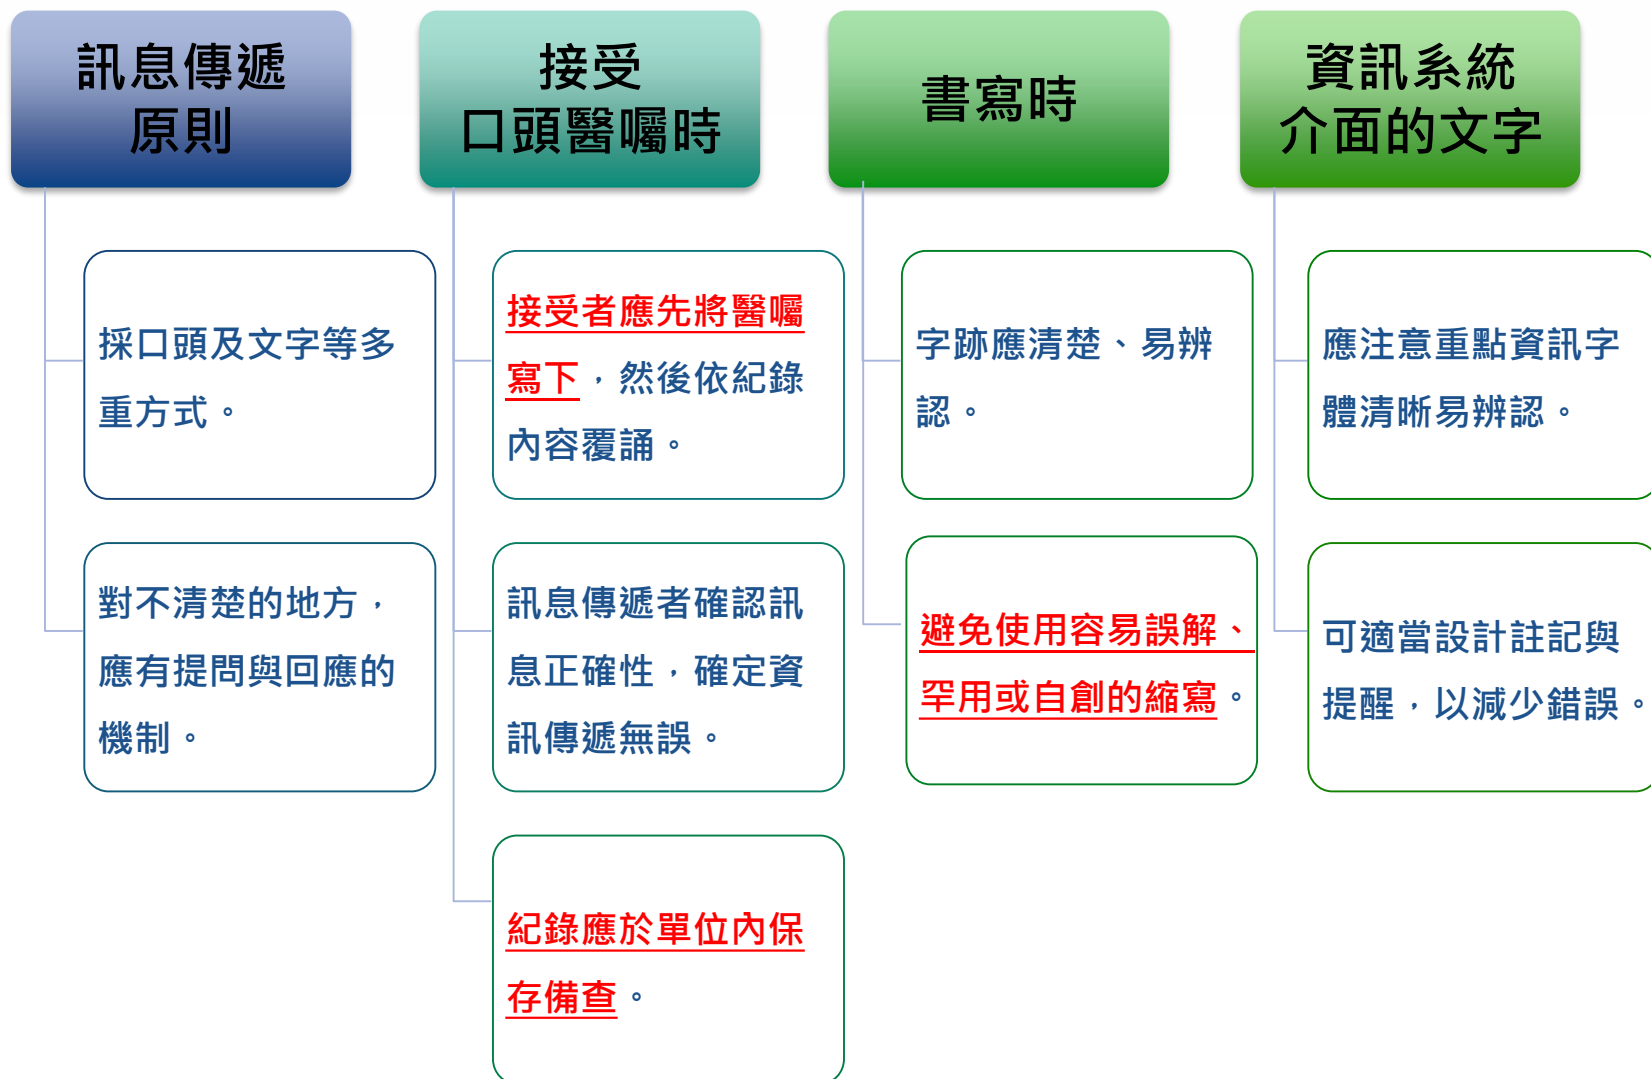 訊息傳遞
原則
採口頭及文字等多
重方式。
對不清楚的地方，
應有提問與回應的
機制。
接受
口頭醫囑時
接受者應先將醫囑
寫下，然後依紀錄
內容覆誦。
訊息傳遞者確認訊
息正確性，確定資
訊傳遞無誤。
紀錄應於單位內保
存備查。
書寫時
字跡應清楚、易辨
認。
避免使用容易誤解、
罕用或自創的縮寫。
資訊系統
介面的文字
應注意重點資訊字
體清晰易辨認。
可適當設計註記與
提醒，以減少錯誤。